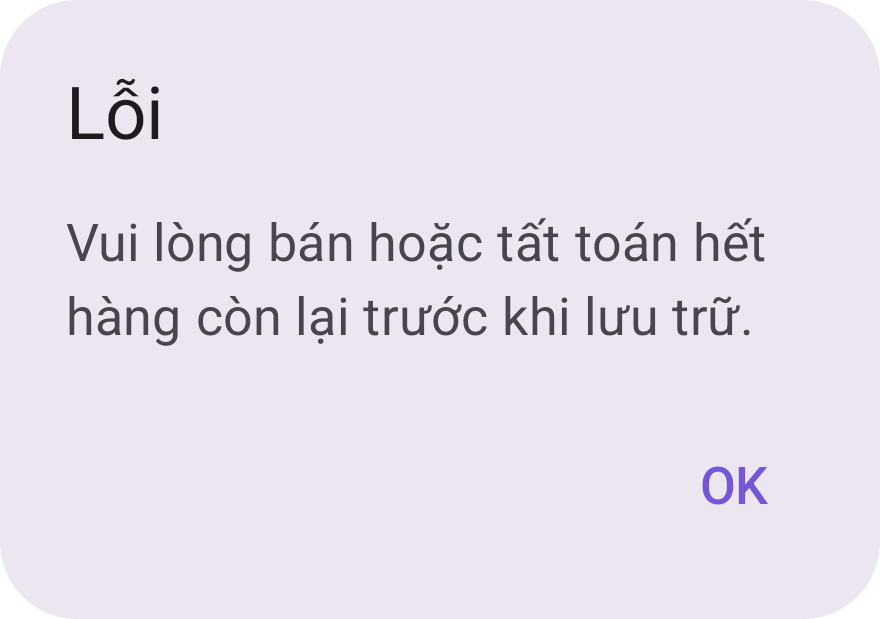 Lỗi
Vui lòng bán hoặc tất toán hết
hàng còn lại trước khi lưu trữ.
OK